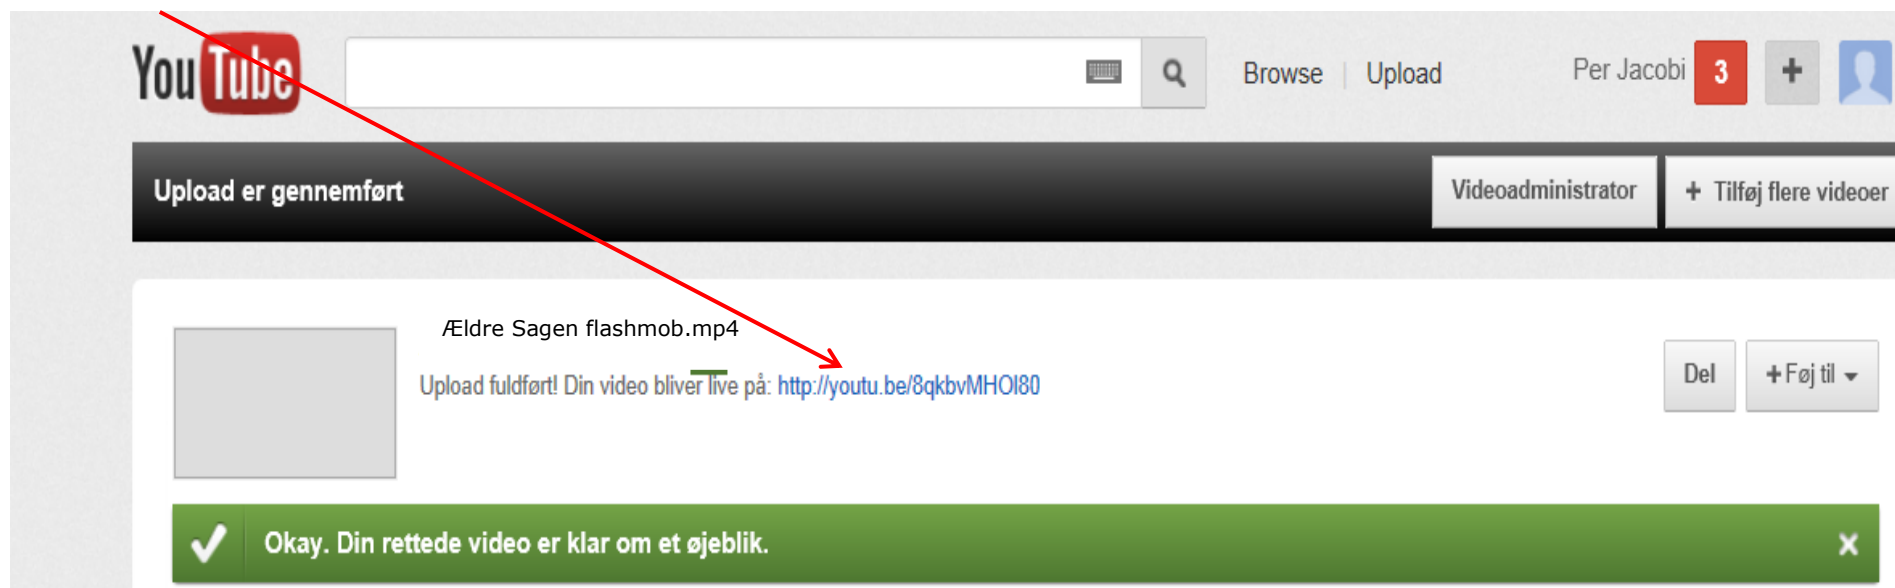 YouTube
Browse | Upload
Per Jacobi 3 +
Upload er gennemført
Videoadministrator
+ Tilføj flere videoer
Ældre Sagen flashmob.mp4
Upload fuldført! Din video bliver live på: http://youtu.be/8qkbvMHOI80
Del
+ Føj til
Okay. Din rettede video er klar om et øjeblik.